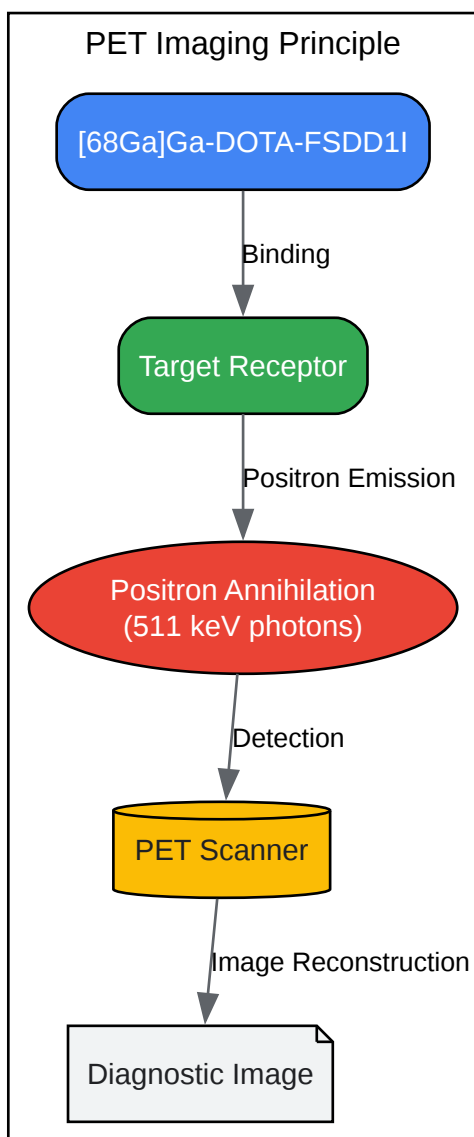 PET Imaging Principle
[68Ga]Ga-DOTA-FSDD1I
Binding
Target Receptor
Positron Emission
Positron Annihilation
(511 keV photons)
Detection
PET Scanner
Image Reconstruction
Diagnostic Image